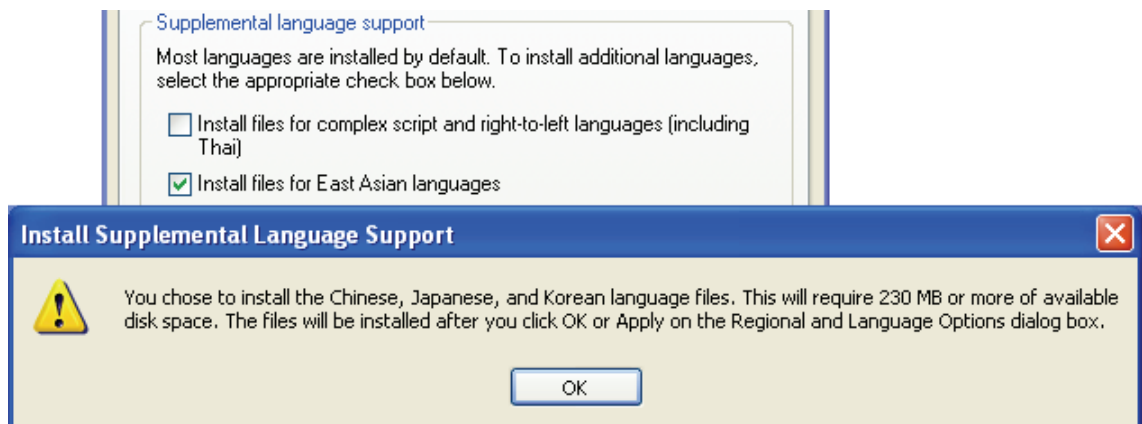 Supplemental language support
Most languages are installed by default. To install additional languages,
select the appropriate check box below.
Install files for complex script and right-to-left languages (including
Thai)
Install files for East Asian languages
Install Supplemental Language Support
You chose to install the Chinese, Japanese, and Korean language files. This will require 230 MB or more of available
disk space. The files will be installed after you click OK or Apply on the Regional and Language Options dialog box.
OK